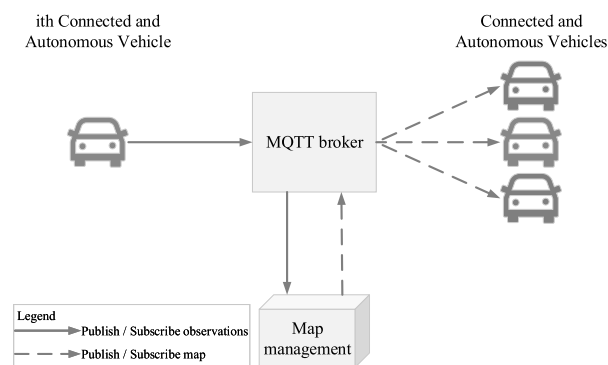 ith Connected and
Autonomous Vehicle
Connected and
Autonomous Vehicles
MQTT broker
Map
management
Legend
Publish / Subscribe observations
Publish / Subscribe map